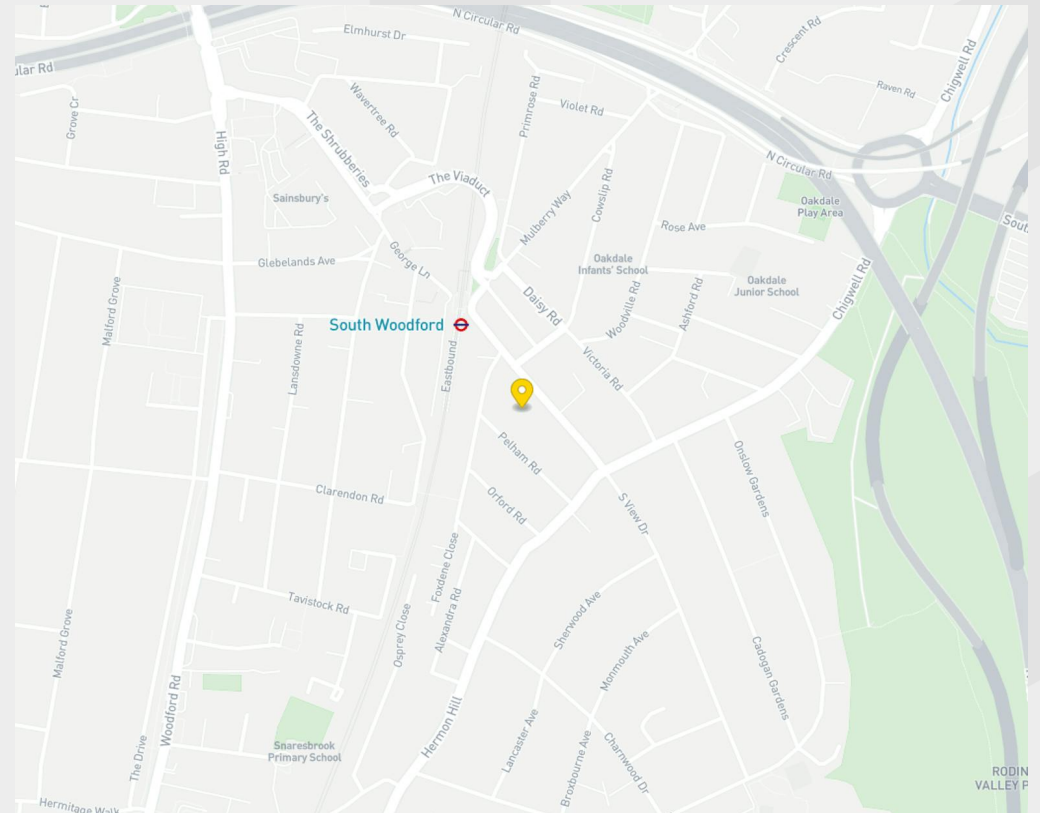 N Circular Rd
Elmhurst Dr
Crescent Rd
ular Rd
Chigwell Rd
Grove Cr
Wavertree Rd
Primrose Rd
Violet Rd
Raven Rd
The Shrubberies
High Rd
N Circular Rd
The Viaduct
Sainsbury's
Mulberry Way
Cowslip Rd
Oakdale
Play Area
Rose Ave
Sout
George Ln
Glebelands Ave
Oakdale
Infants' School
Oakdale
Junior School
Chigwell Rd
Malford Grove
Daisy Rd
Woodville Rd
Ashford Rd
South Woodford
Lansdowne Rd
Eastbound
Victoria Rd
Pelham Rd
Onslow Gardens
Clarendon Rd
Orford Rd
S View Dr
Foxdene Close
Tavistock Rd
Alexandra Rd
Osprey Close
Sherwood Ave
Malford Grove
Monmouth Ave
Cadogan Gardens
Woodford Rd
Hermon Hill
Lancaster Ave
The Drive
Snaresbrook
Primary School
Broxbourne Ave
Charnwood Dr
RODIN
VALLEY P
Hermitage Walk